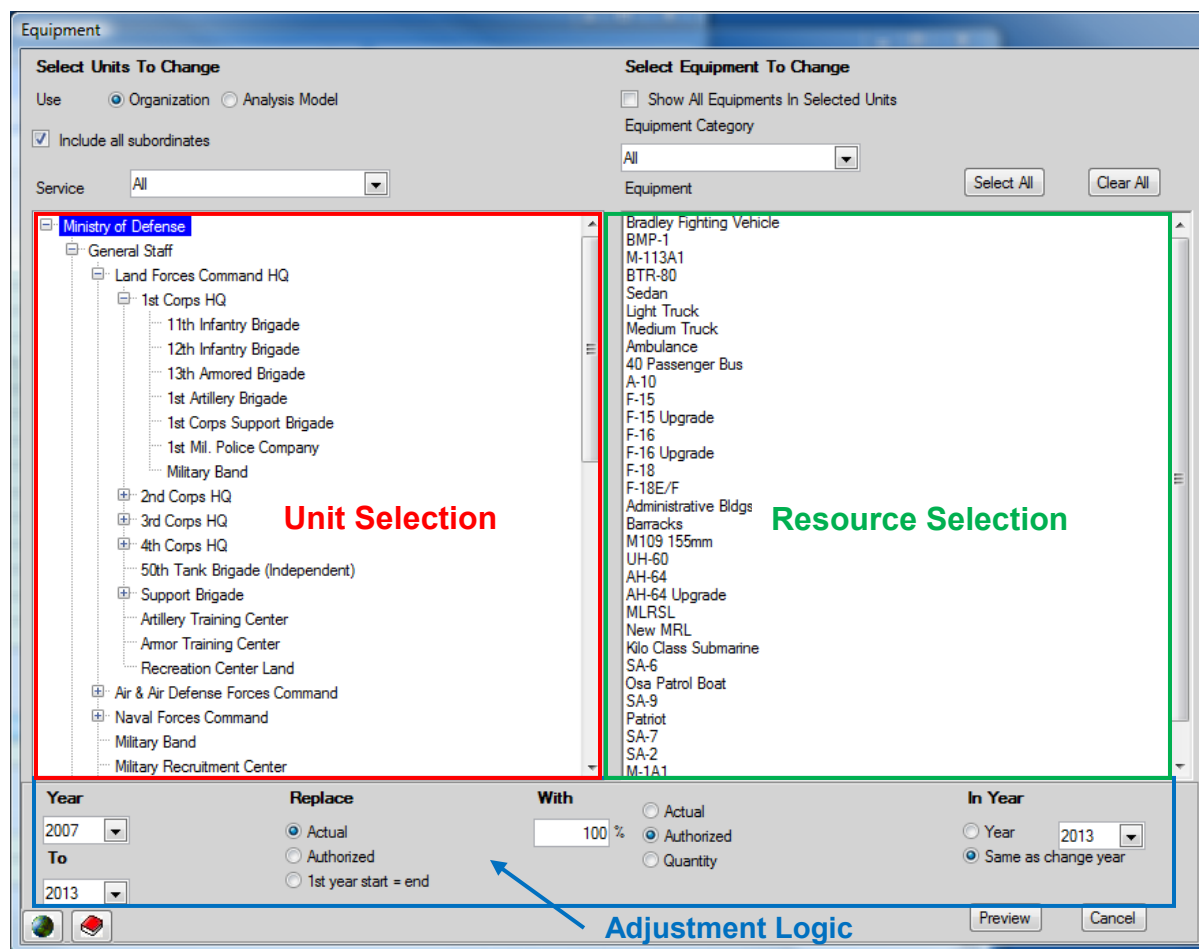 Equipment
Select Units To Change
Use Organization Analysis Model
Include all subordinates
Service All
Ministry of Defense
General Staff
Land Forces Command HQ
1st Corps HQ
11th Infantry Brigade
12th Infantry Brigade
13th Armored Brigade
1st Artillery Brigade
1st Corps Support Brigade
1st Mil. Police Company
Military Band
2nd Corps HQ
3rd Corps HQ
4th Corps HQ
50th Tank Brigade (Independent)
Support Brigade
Artillery Training Center
Armor Training Center
Recreation Center Land
Air & Air Defense Forces Command
Naval Forces Command
Military Band
Military Recruitment Center
Unit Selection
Select Equipment To Change
Show All Equipments In Selected Units
Equipment Category
All
Equipment Select All Clear All
Bradley Fighting Vehicle
BMP-1
M-113A1
BTR-80
Sedan
Light Truck
Medium Truck
Ambulance
40 Passenger Bus
A-10
F-15
F-15 Upgrade
F-16
F-16 Upgrade
F-18
F-18E/F
Administrative Bldgs
Barracks
M109 155mm
UH-60
AH-64
AH-64 Upgrade
MLRSL
New MRL
Kilo Class Submarine
SA-6
Osa Patrol Boat
SA-9
Patriot
SA-7
SA-2
M-1A1
Resource Selection
Year
2007
To
2013
Replace
Actual
Authorized
1st year start = end
With
100 %
Actual
Authorized
Quantity
In Year
Year 2013
Same as change year
Adjustment Logic
Preview Cancel